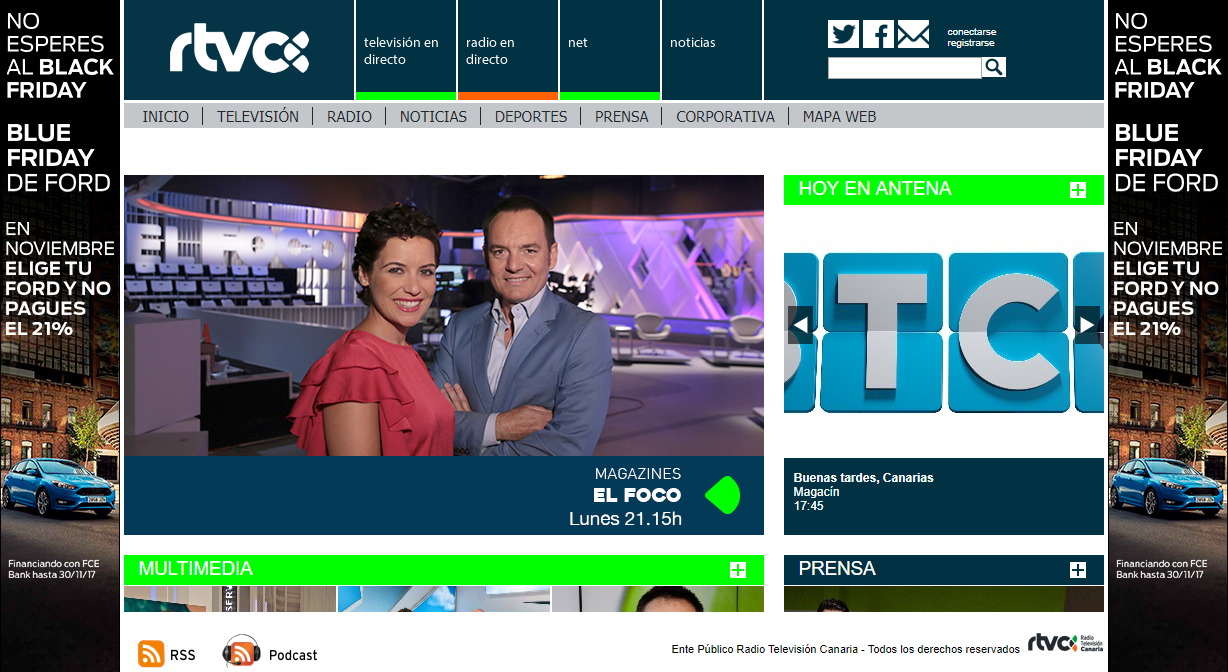 NO
ESPERES
AL BLACK
FRIDAY
BLUE
FRIDAY
DE FORD
EN
NOVIEMBRE
ELIGE TU
FORD Y NO
PAGUES
EL 21%
Financiando con FCE
Bank hasta 30/11/17
rtvc
televisión en
directo
radio en
directo
net
noticias
conectarse
registrarse
INICIO
TELEVISIÓN
RADIO
NOTICIAS
DEPORTES
PRENSA
CORPORATIVA
MAPA WEB
EL FOCO
MAGAZINES
EL FOCO
Lunes 21.15h
HOY EN ANTENA
TC
Buenas tardes, Canarias
Magacín
17:45
MULTIMEDIA
PRENSA
SERV
RSS
Podcast
Ente Público Radio Televisión Canaria - Todos los derechos reservados
rtvc
Radio
Televisión
Canaria
NO
ESPERES
AL BLACK
FRIDAY
BLUE
FRIDAY
DE FORD
EN
NOVIEMBRE
ELIGE TU
FORD Y NO
PAGUES
EL 21%
Financiando con FCE
Bank hasta 30/11/17